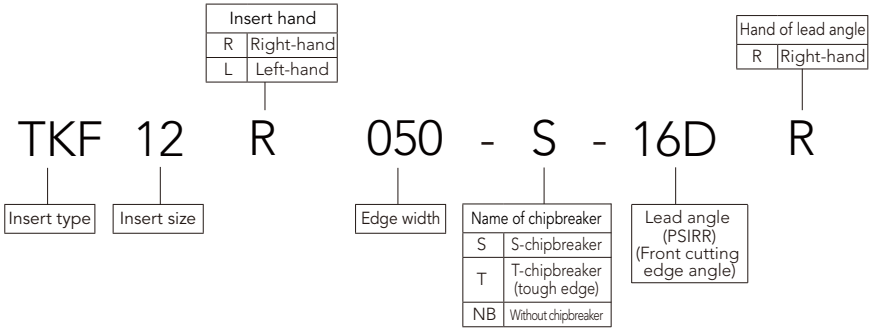 Insert hand
R Right-hand
L Left-hand
Hand of lead angle
R Right-hand
TKF 12 R 050 - S - 16D R
Insert type
Insert size
Edge width
Name of chipbreaker
S S-chipbreaker
T T-chipbreaker
(tough edge)
NB Without chipbreaker
Lead angle
(PSIRR)
(Front cutting
edge angle)